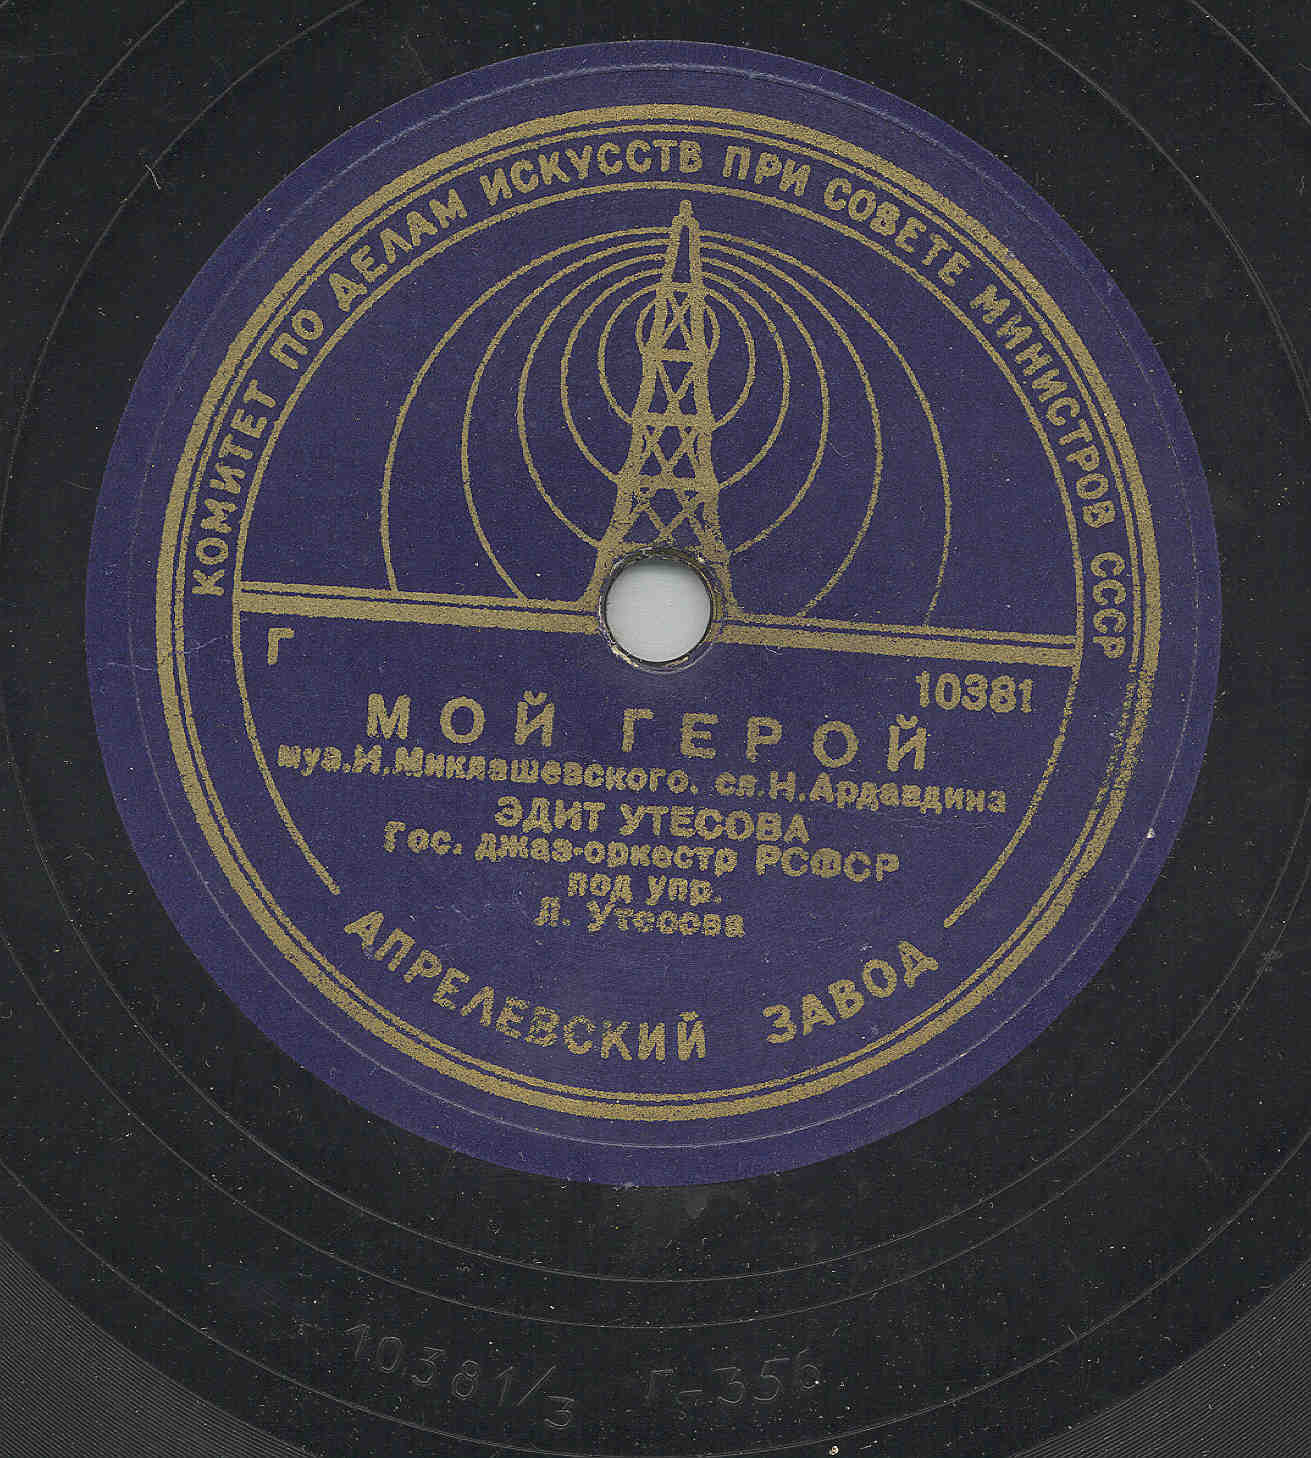 КОМИТЕТ ПО ДЕЛАМ ИСКУССТВ ПРИ СОВЕТЕ МИНИСТРОВ СССР
Г
10381
МОЙ ГЕРОЙ
муз.И.Миклашевского. сл.Н.Ардавдина
ЭДИТ УТЕСОВА
Гос. джаз-оркестр РСФСР
под упр.
Л. Утесова
АПРЕЛЕВСКИЙ ЗАВОД
10381/3 Г-356